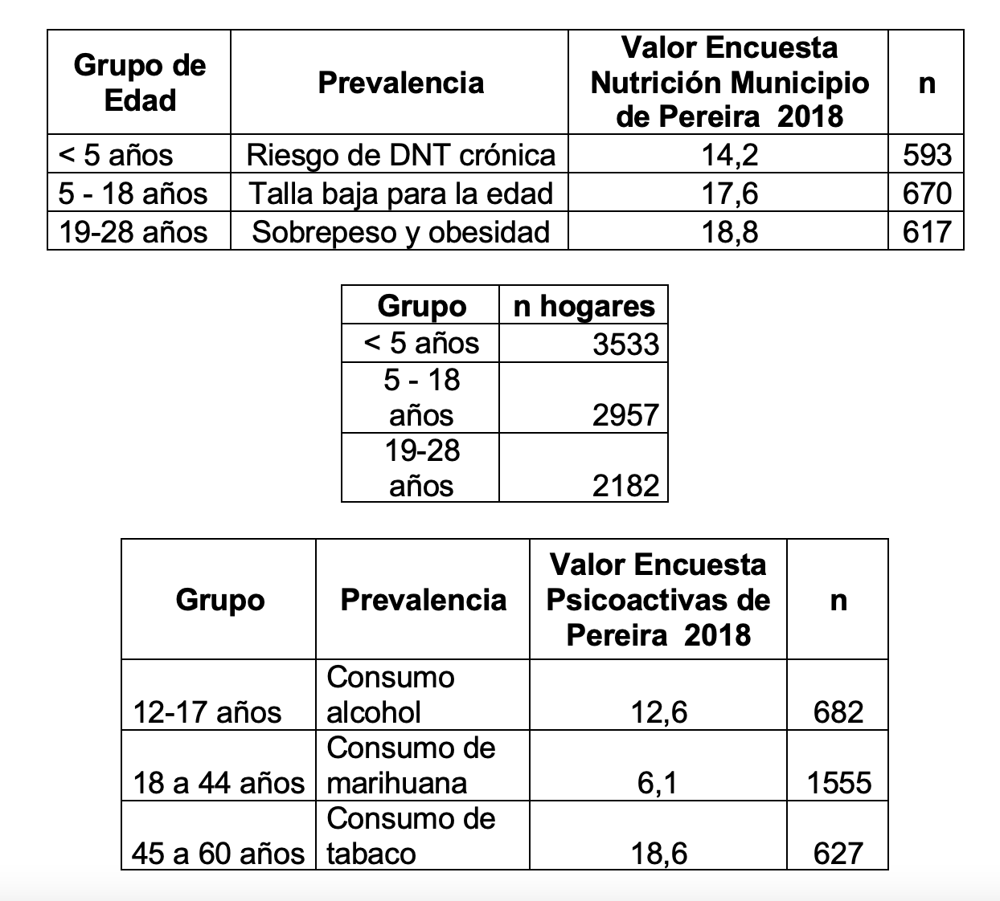 Grupo de Edad | Prevalencia | Valor Encuesta Nutrición Municipio de Pereira 2018 | n
< 5 años | Riesgo de DNT crónica | 14,2 | 593
5 - 18 años | Talla baja para la edad | 17,6 | 670
19-28 años | Sobrepeso y obesidad | 18,8 | 617
Grupo | n hogares
< 5 años | 3533
5 - 18 años | 2957
19-28 años | 2182
Grupo | Prevalencia | Valor Encuesta Psicoactivas de Pereira 2018 | n
12-17 años | Consumo alcohol | 12,6 | 682
18 a 44 años | Consumo de marihuana | 6,1 | 1555
45 a 60 años | Consumo de tabaco | 18,6 | 627